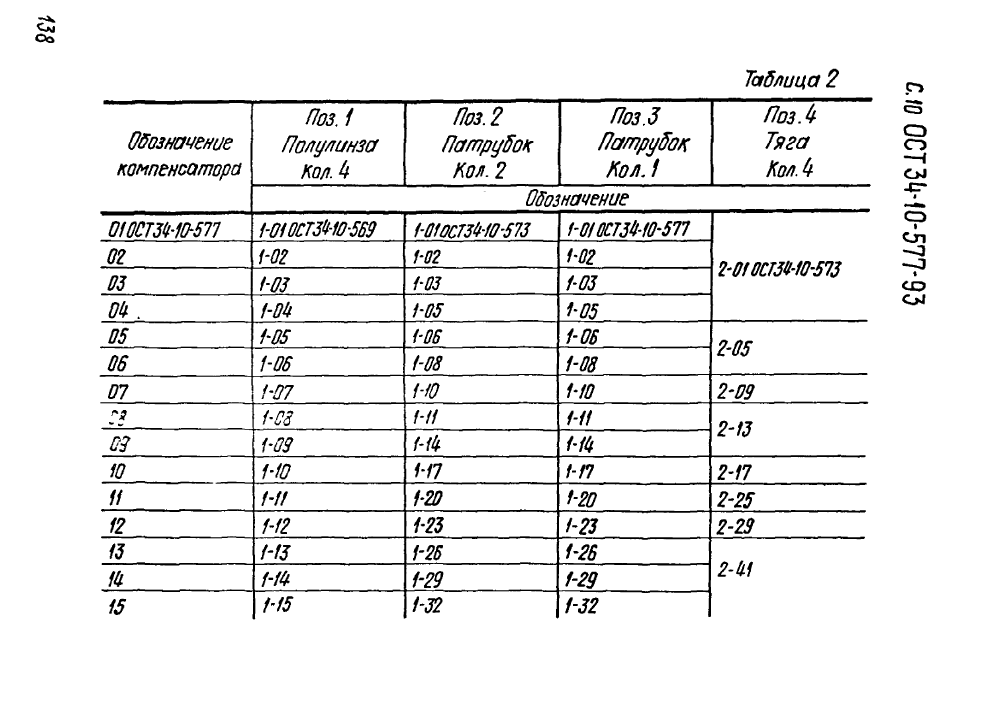 138
С. 10 ОСТ 34-10-577-93
Таблица 2
Обозначение компенсатора | Поз. 1 Полулинза Кол. 4 | Поз. 2 Патрубок Кол. 2 | Поз. 3 Патрубок Кол. 1 | Поз. 4 Тяга Кол. 4
Обозначение
01 ОСТ34-10-577 | 1-01 ОСТ34-10-569 | 1-01 ОСТ34-10-573 | 1-01 ОСТ34-10-577 | 2-01 ОСТ34-10-573
02 | 1-02 | 1-02 | 1-02
03 | 1-03 | 1-03 | 1-03
04 | 1-04 | 1-05 | 1-05
05 | 1-05 | 1-06 | 1-06 | 2-05
06 | 1-06 | 1-08 | 1-08
07 | 1-07 | 1-10 | 1-10 | 2-09
08 | 1-08 | 1-11 | 1-11 | 2-13
09 | 1-09 | 1-14 | 1-14
10 | 1-10 | 1-17 | 1-17 | 2-17
11 | 1-11 | 1-20 | 1-20 | 2-25
12 | 1-12 | 1-23 | 1-23 | 2-29
13 | 1-13 | 1-26 | 1-26 | 2-41
14 | 1-14 | 1-29 | 1-29
15 | 1-15 | 1-32 | 1-32